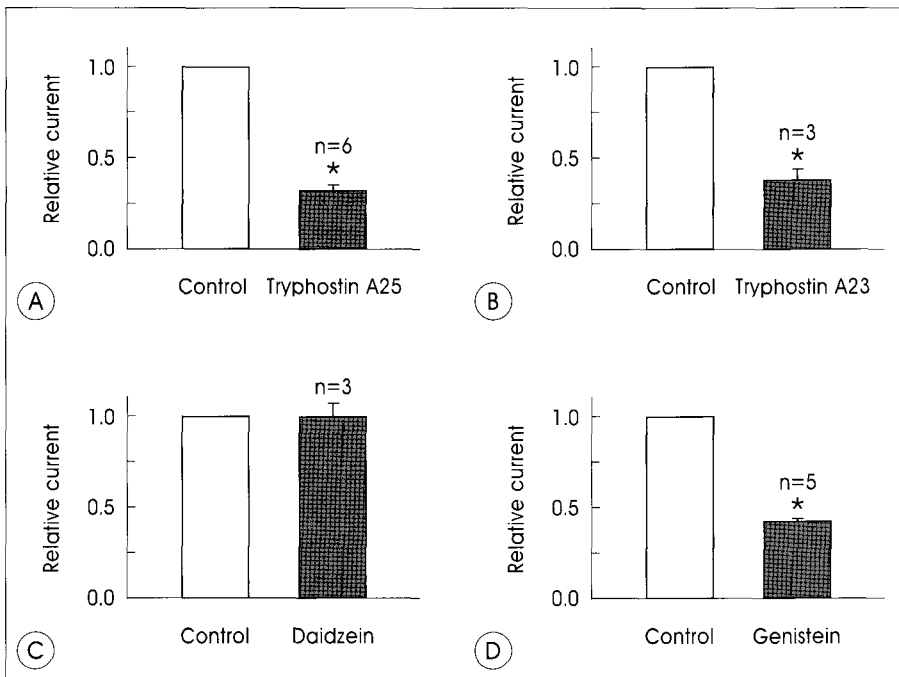 Relative current
1.0
n=6
*
0.5
0.0
Control Tryphostin A25
A
Relative current
1.0
n=3
*
0.5
0.0
Control Tryphostin A23
B
Relative current
n=3
1.0
0.5
0.0
Control Daidzein
C
Relative current
1.0
n=5
*
0.5
0.0
Control Genistein
D